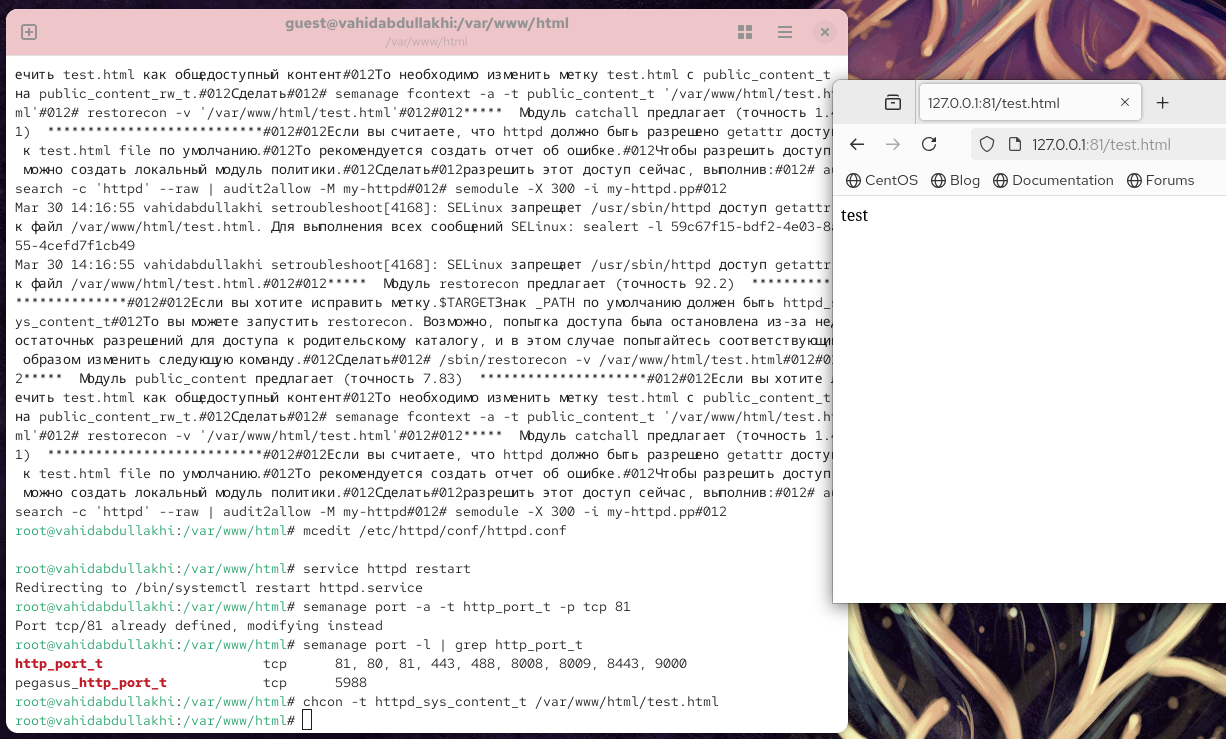 guest@vahidabdullakhi:/var/www/html
/var/www/html
ечить test.html как общедоступный контент#012То необходимо изменить метку test.html с public_content_t
на public_rw_t.#012Сделать#012# semanage fcontext -a -t public_content_t '/var/www/html/test.ht
ml'#012# restorecon -v '/var/www/html/test.html'#012#012***** Модуль catchall предлагает (точность 1.4
1) **************************#012#012Если вы считаете, что httpd должно быть разрешено getattr досту
к test.html file по умолчанию.#012То рекомендуется создать отчет об ошибке.#012Чтобы разрешить доступ
можно создать локальный модуль политики.#012Сделать#012разрешить этот доступ сейчас, выполнив:#012# au
search -c 'httpd' --raw | audit2allow -M my-httpd#012# semodule -X 300 -i my-httpd.pp#012
Mar 30 14:16:55 vahidabdullakhi setroubleshoot[4168]: SELinux запрещает /usr/sbin/httpd доступ getattr
к файл /var/www/html/test.html. Для выполнения всех сообщений SELinux: sealert -l 59c67f15-bdf2-4e03-8a
55-4cefd7f1cb49
Mar 30 14:16:55 vahidabdullakhi setroubleshoot[4168]: SELinux запрещает /usr/sbin/httpd доступ getattr
к файл /var/www/html/test.html.#012#012***** Модуль restorecon предлагает (точность 92.2) **********
**************#012#012Если вы хотите исправить метку.$TARGETЗнак _PATH по умолчанию должен быть httpd_s
ys_content_t#012То вы можете запустить restorecon. Возможно, попытка доступа была остановлена из-за нед
остаточных разрешений для доступа к родительскому каталогу, и в этом случае попытайтесь соответствующи
образом изменить следующую команду.#012Сделать#012# /sbin/restorecon -v /var/www/html/test.html#012#0
2***** Модуль public_content предлагает (точность 7.83) *********************#012#012Если вы хотите л
ечить test.html как общедоступный контент#012То необходимо изменить метку test.html с public_content_t
на public_content_rw_t.#012Сделать#012# semanage fcontext -a -t public_content_t '/var/www/html/test.ht
ml'#012# restorecon -v '/var/www/html/test.html'#012#012***** Модуль catchall предлагает (точность 1.4
1) **************************#012#012Если вы считаете, что httpd должно быть разрешено getattr досту
к test.html file по умолчанию.#012То рекомендуется создать отчет об ошибке.#012Чтобы разрешить доступ
можно создать локальный модуль политики.#012Сделать#012разрешить этот доступ сейчас, выполнив:#012# au
search -c 'httpd' --raw | audit2allow -M my-httpd#012# semodule -X 300 -i my-httpd.pp#012
root@vahidabdullakhi:/var/www/html# mcedit /etc/httpd/conf/httpd.conf
root@vahidabdullakhi:/var/www/html# service httpd restart
Redirecting to /bin/systemctl restart httpd.service
root@vahidabdullakhi:/var/www/html# semanage port -a -t http_port_t -p tcp 81
Port tcp/81 already defined, modifying instead
root@vahidabdullakhi:/var/www/html# semanage port -l | grep http_port_t
http_port_t tcp 81, 80, 81, 443, 488, 8008, 8009, 8443, 9000
pegasus_http_port_t tcp 5988
root@vahidabdullakhi:/var/www/html# chcon -t httpd_sys_content_t /var/www/html/test.html
root@vahidabdullakhi:/var/www/html#
127.0.0.1:81/test.html
127.0.0.1:81/test.html
CentOS Blog Documentation Forums
test